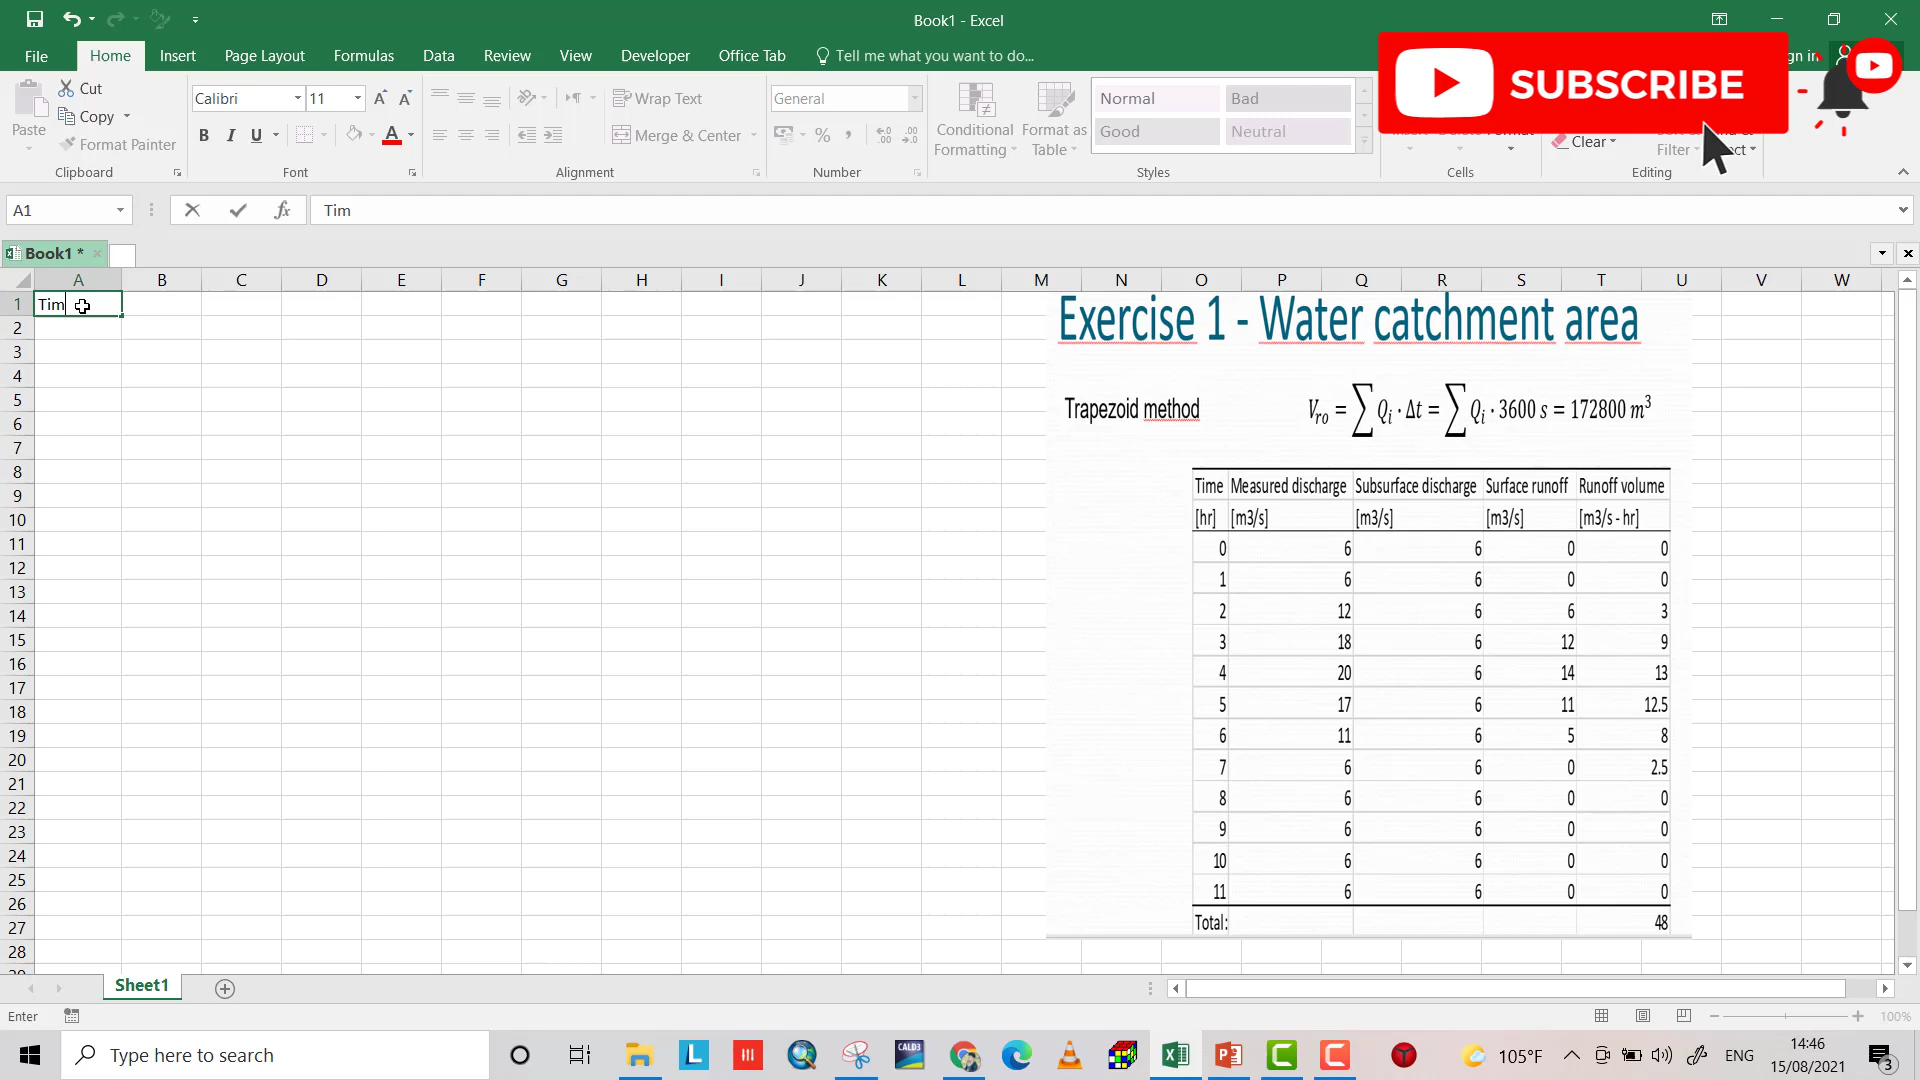 Book1 - Excel
File Home Insert Page Layout Formulas Data Review View Developer Office Tab Tell me what you want to do...
SUBSCRIBE
Paste
Cut
Copy
Format Painter
Clipboard
Calibri 11
B I U
Font
Wrap Text
Merge & Center
Alignment
General
Number
Conditional Formatting
Format as Table
Normal Bad
Good Neutral
Styles
Cells
Clear
Filter
Editing
A1 Tim
Book1 *
A B C D E F G H I J K L M N O P Q R S T U V W
1 Tim
2
3
4
5
6
7
8
9
10
11
12
13
14
15
16
17
18
19
20
21
22
23
24
25
26
27
28
Exercise 1 - Water catchment area
Trapezoid method
V_ro = ∑ Q_i · Δt = ∑ Q_i · 3600 s = 172800 m³
Time Measured discharge Subsurface discharge Surface runoff Runoff volume
[hr] [m3/s] [m3/s] [m3/s] [m3/s - hr]
0 6 6 0 0
1 6 6 0 0
2 12 6 6 3
3 18 6 12 9
4 20 6 14 13
5 17 6 11 12.5
6 11 6 5 8
7 6 6 0 2.5
8 6 6 0 0
9 6 6 0 0
10 6 6 0 0
11 6 6 0 0
Total: 48
Sheet1
Enter
100%
Type here to search
L
CALD3
105°F
ENG
14:46
15/08/2021
3